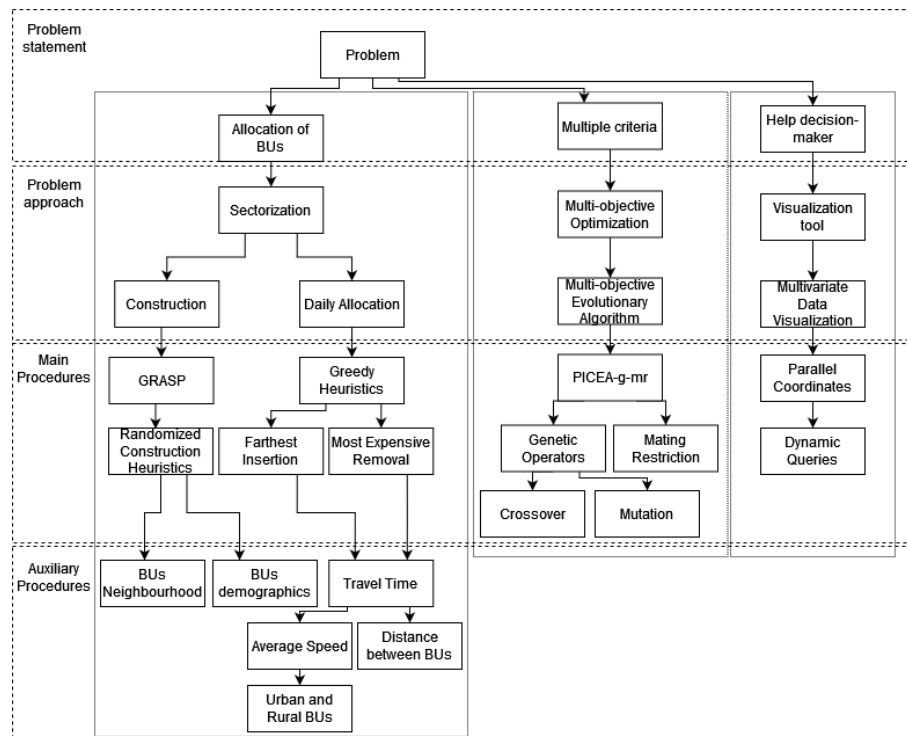 Problem
statement
Problem
Allocation of
BUs
Multiple criteria
Help decision-
maker
Problem
approach
Sectorization
Multi-objective
Optimization
Visualization
tool
Construction
Daily Allocation
Multi-objective
Evolutionary
Algorithm
Multivariate
Data
Visualization
Main
Procedures
GRASP
Greedy
Heuristics
PICEA-g-mr
Parallel
Coordinates
Randomized
Construction
Heuristics
Farthest
Insertion
Most Expensive
Removal
Genetic
Operators
Mating
Restriction
Dynamic
Queries
Crossover
Mutation
Auxiliary
Procedures
BUs
Neighbourhood
BUs
demographics
Travel Time
Average Speed
Distance
between BUs
Urban and
Rural BUs